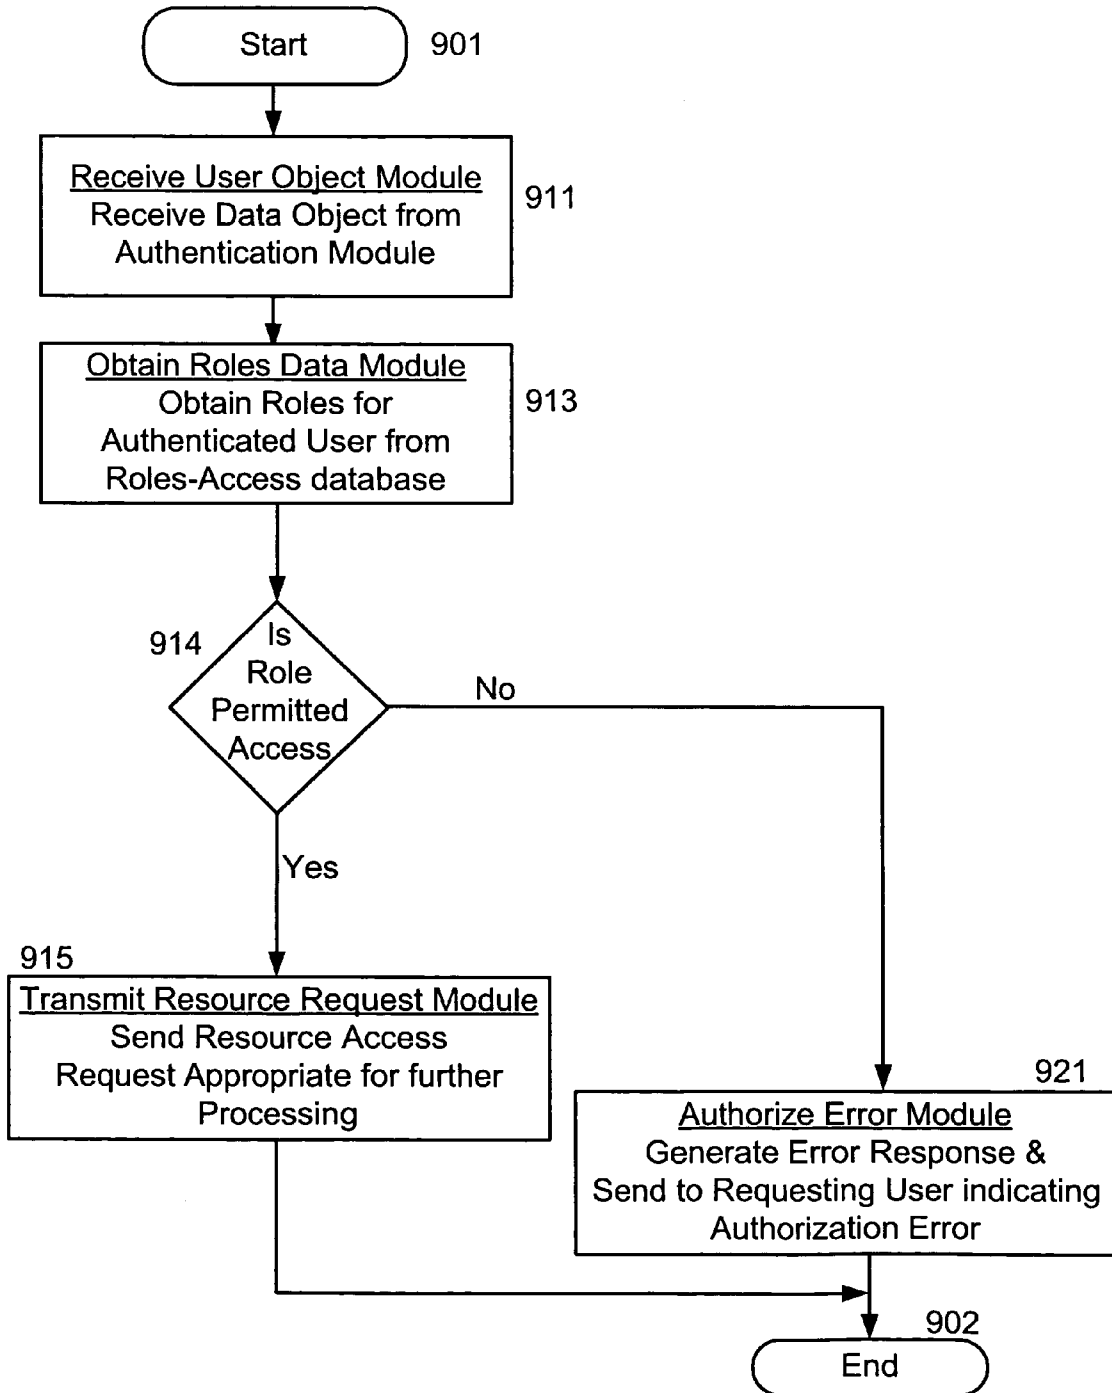 Start
901
Receive User Object Module
Receive Data Object from
Authentication Module
911
Obtain Roles Data Module
Obtain Roles for
Authenticated User from
Roles-Access database
913
914
Is
Role
Permitted
Access
No
Yes
915
Transmit Resource Request Module
Send Resource Access
Request Appropriate for further
Processing
921
Authorize Error Module
Generate Error Response &
Send to Requesting User indicating
Authorization Error
902
End